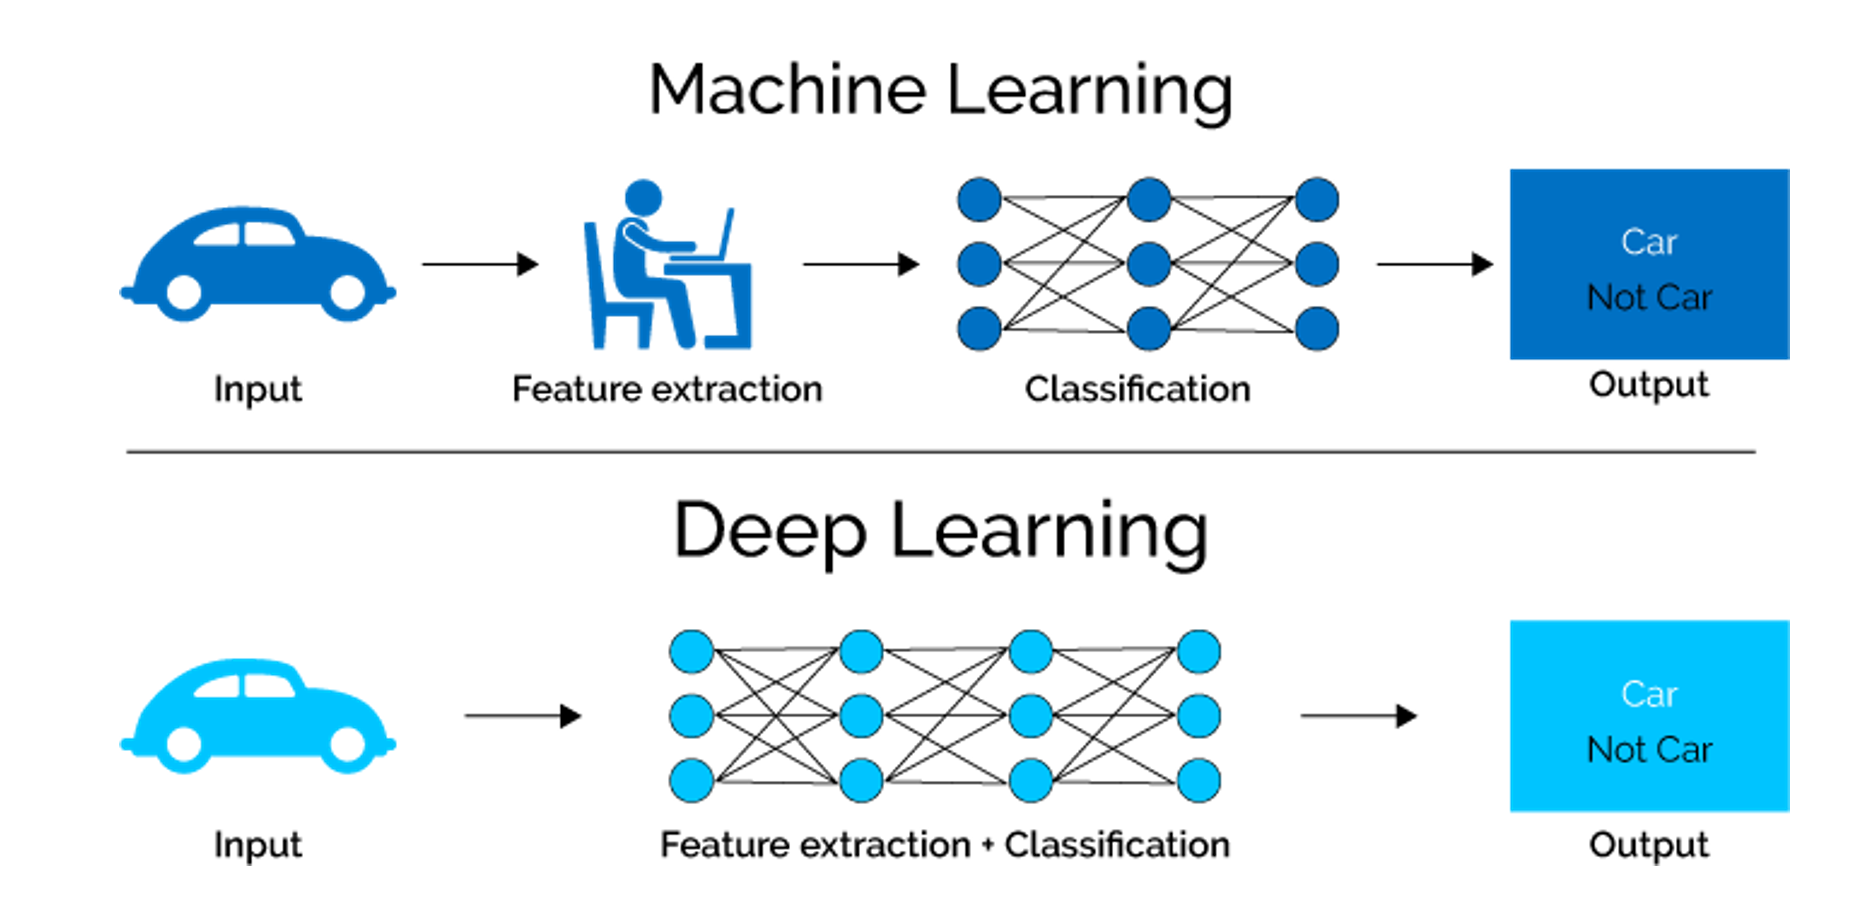 Machine Learning
Car
Not Car
Input
Feature extraction
Classification
Output
Deep Learning
Car
Not Car
Input
Feature extraction + Classification
Output